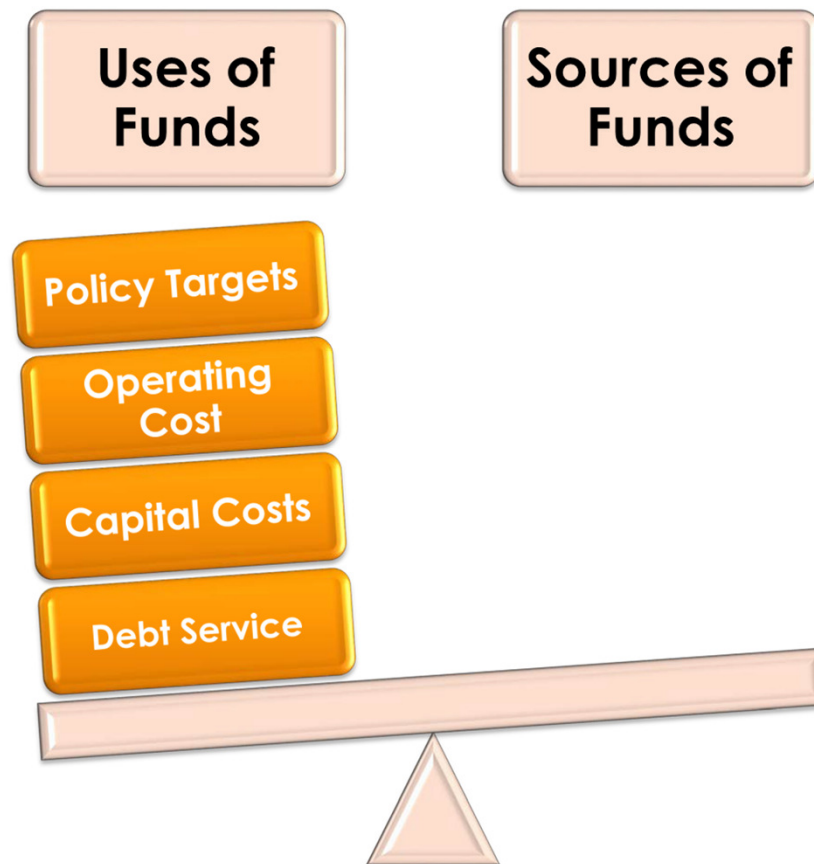 Uses of
Funds
Sources of
Funds
Policy Targets
Operating
Cost
Capital Costs
Debt Service